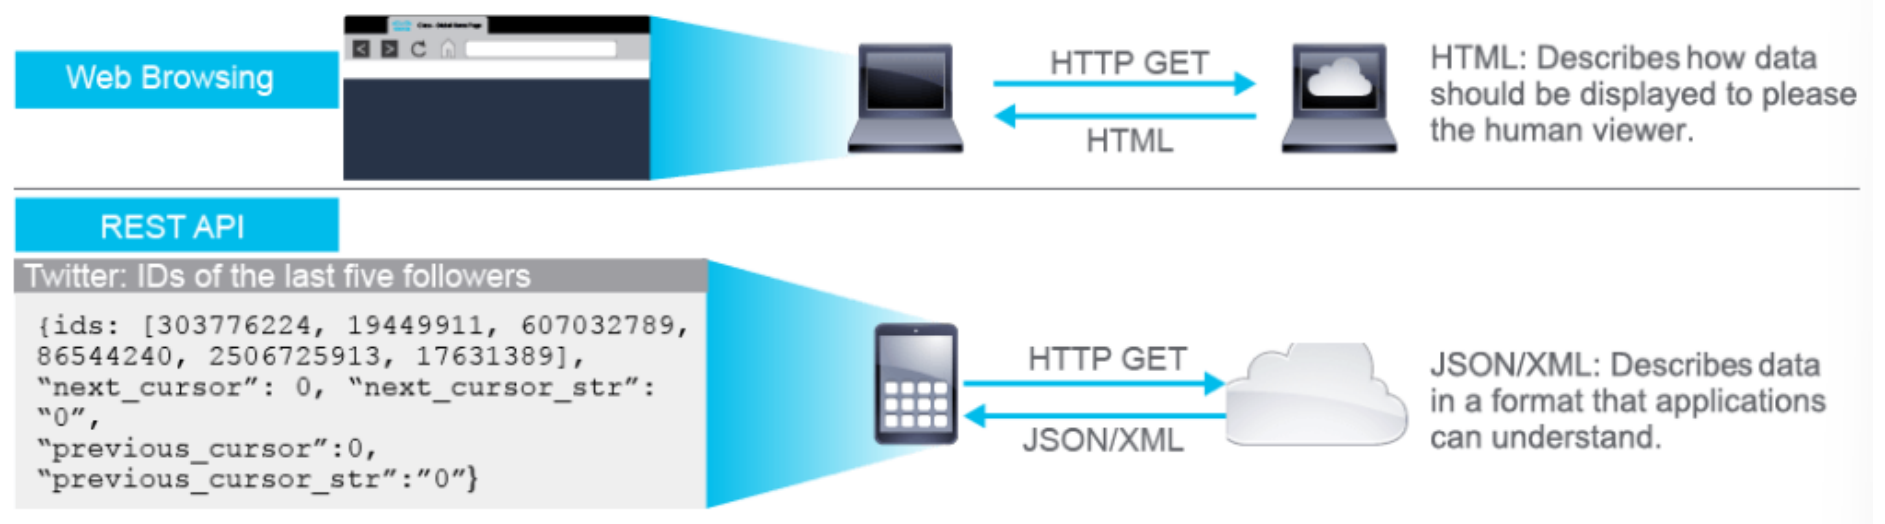 Web Browsing
HTTP GET
HTML
HTML: Describes how data
should be displayed to please
the human viewer.
REST API
Twitter: IDs of the last five followers
{ids: [303776224, 19449911, 607032789,
86544240, 2506725913, 17631389],
“next_cursor”: 0, “next_cursor_str”:
“0”,
“previous_cursor”:0,
“previous_cursor_str”:”0”}
HTTP GET
JSON/XML
JSON/XML: Describes data
in a format that applications
can understand.